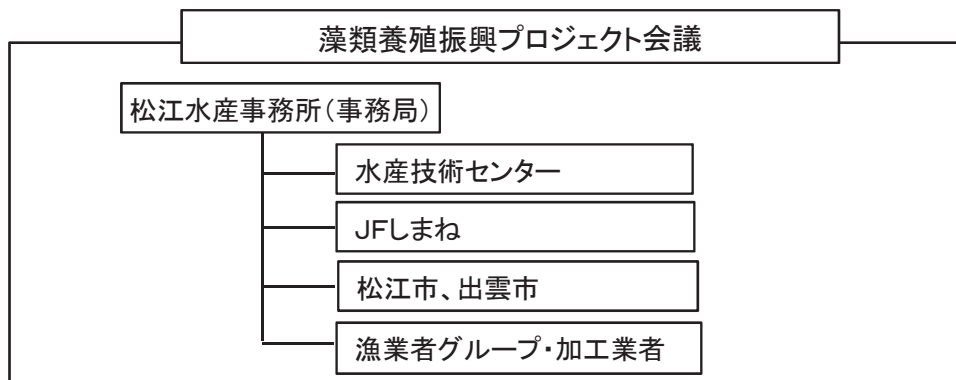 藻類養殖振興プロジェクト会議
松江水産事務所(事務局)
水産技術センター
JFしまね
松江市、出雲市
漁業者グループ・加工業者